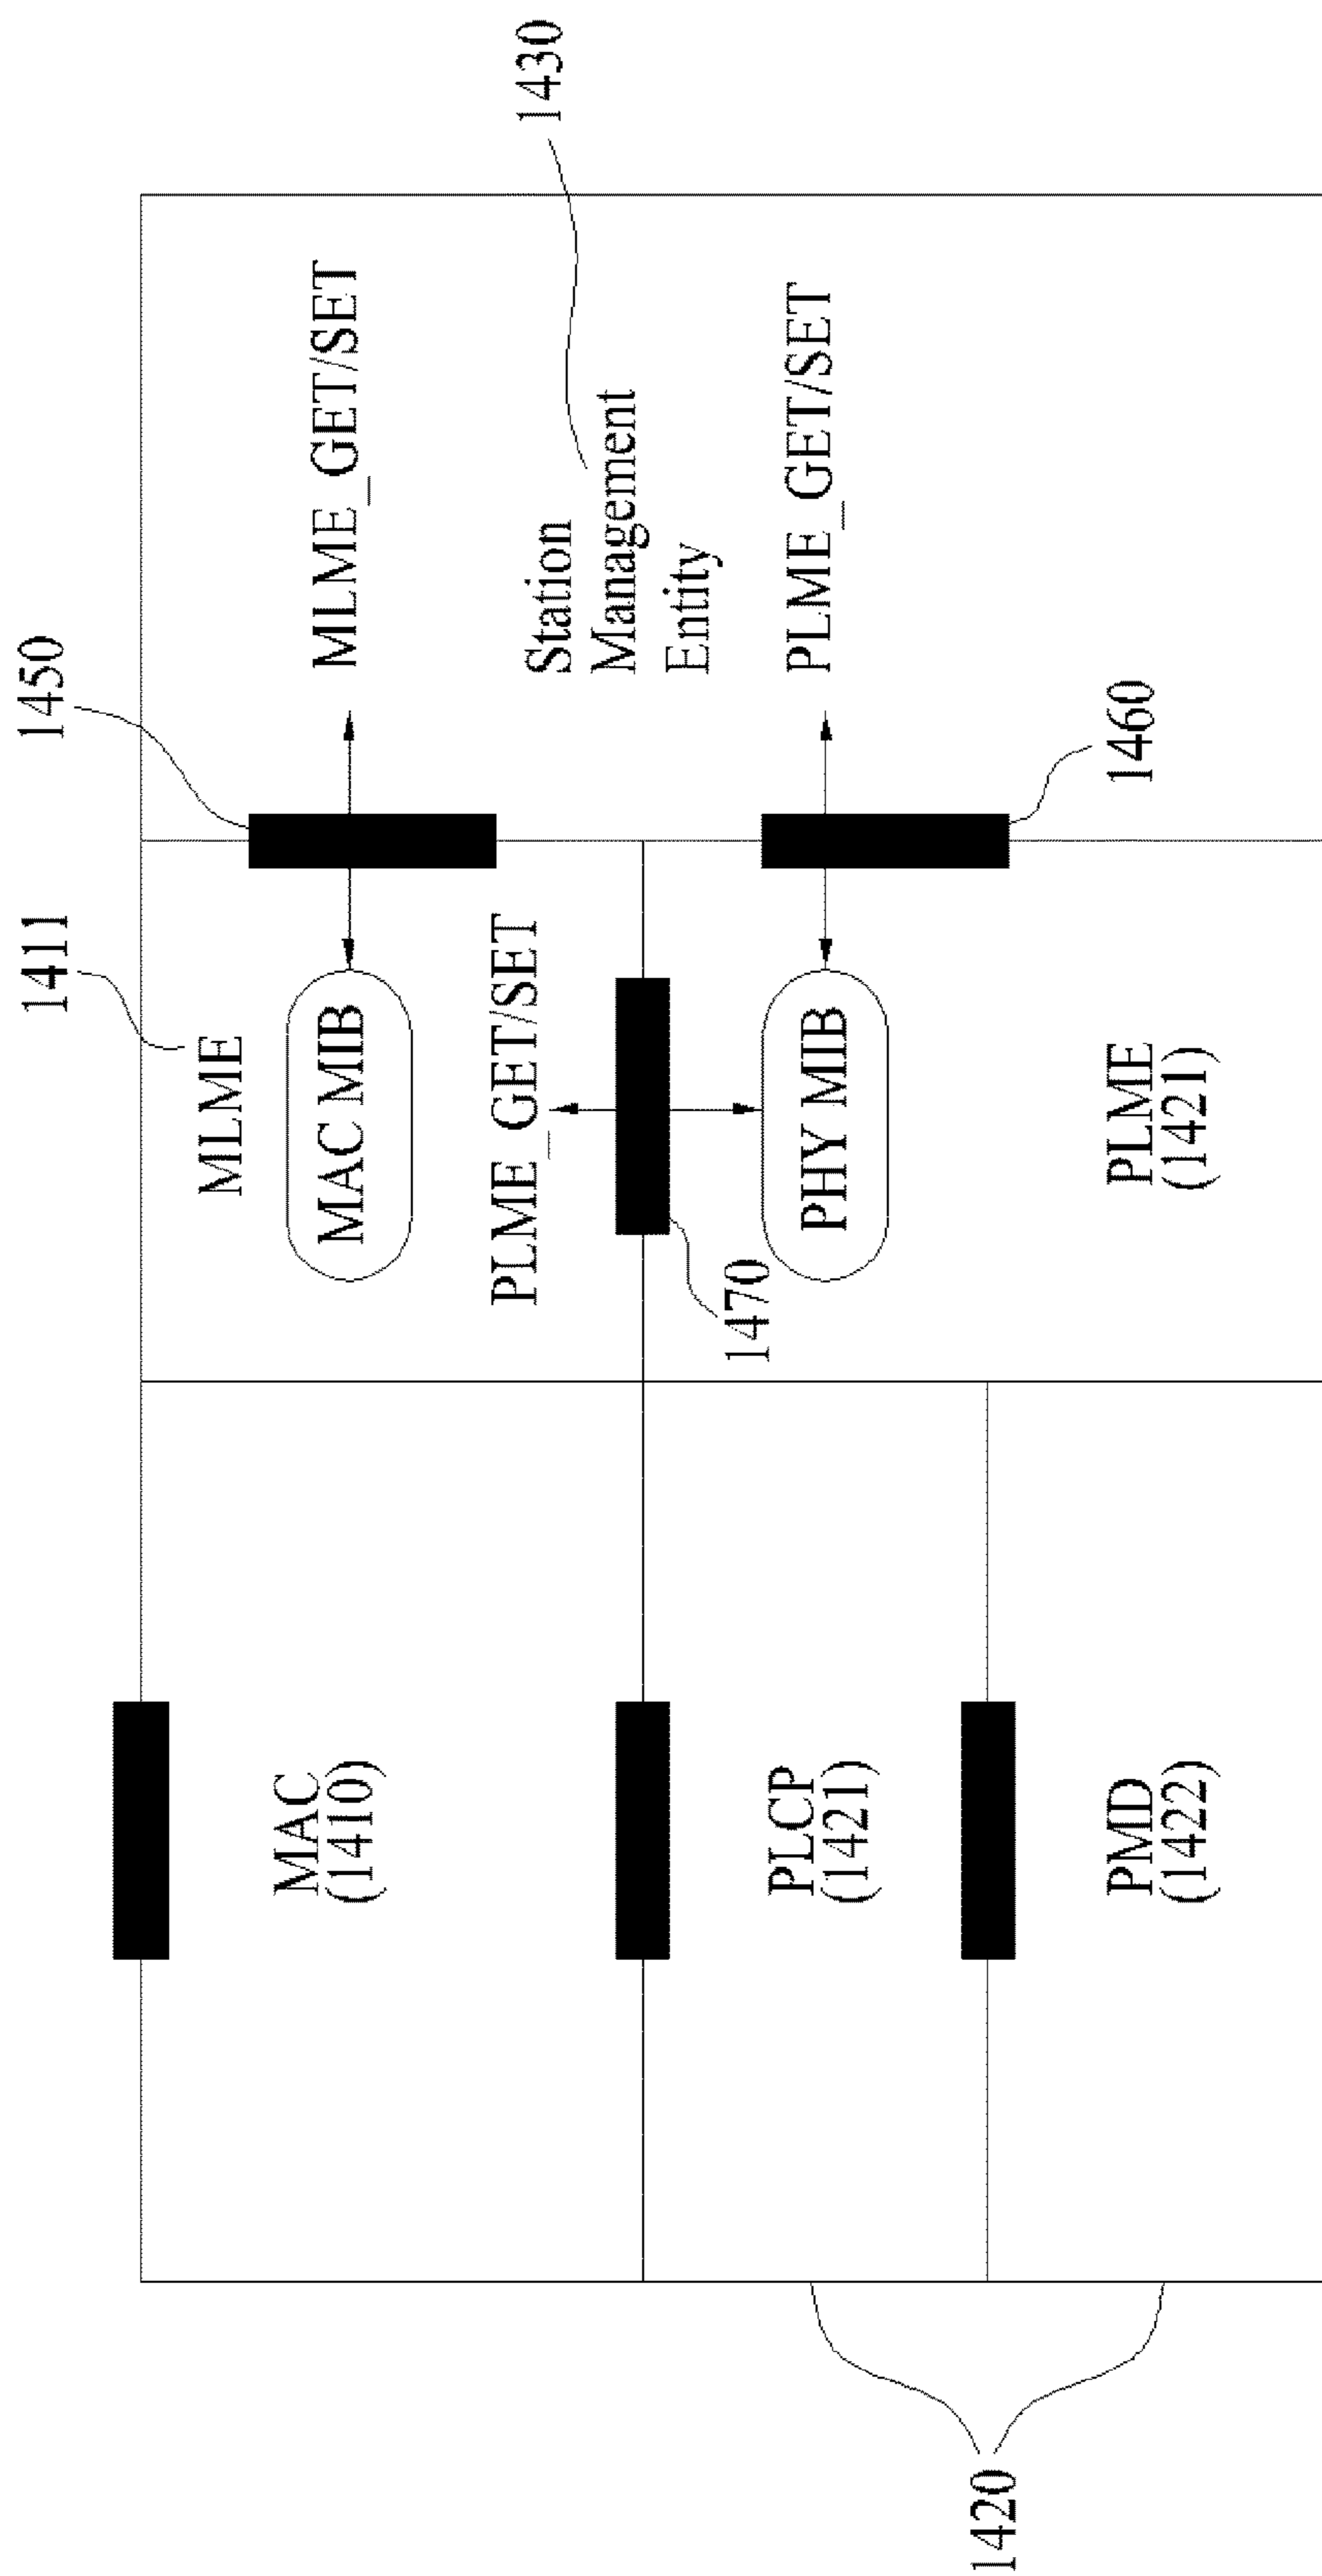 1450
MLME_GET/SET
1430
Station
Management
Entity
PLME_GET/SET
1460
1411
MLME
MAC MIB
PLME_GET/SET
1470
PHY MIB
PLME
(1421)
MAC
(1410)
PLCP
(1421)
PMD
(1422)
1420